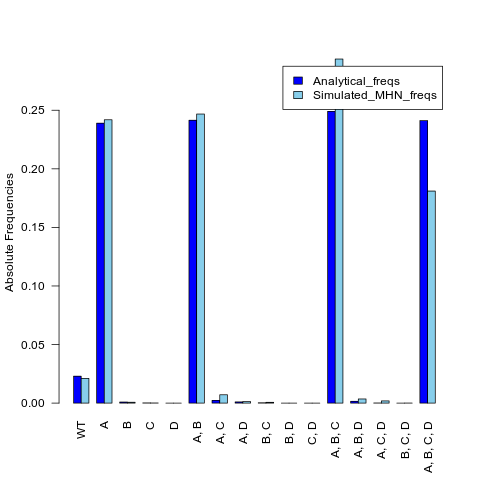 Analytical_freqs
Simulated_MHN_freqs
Absolute Frequencies
0.25
0.20
0.15
0.10
0.05
0.00
WT
A
B
C
D
A, B
A, C
A, D
B, C
B, D
C, D
A, B, C
A, B, D
A, C, D
B, C, D
A, B, C, D